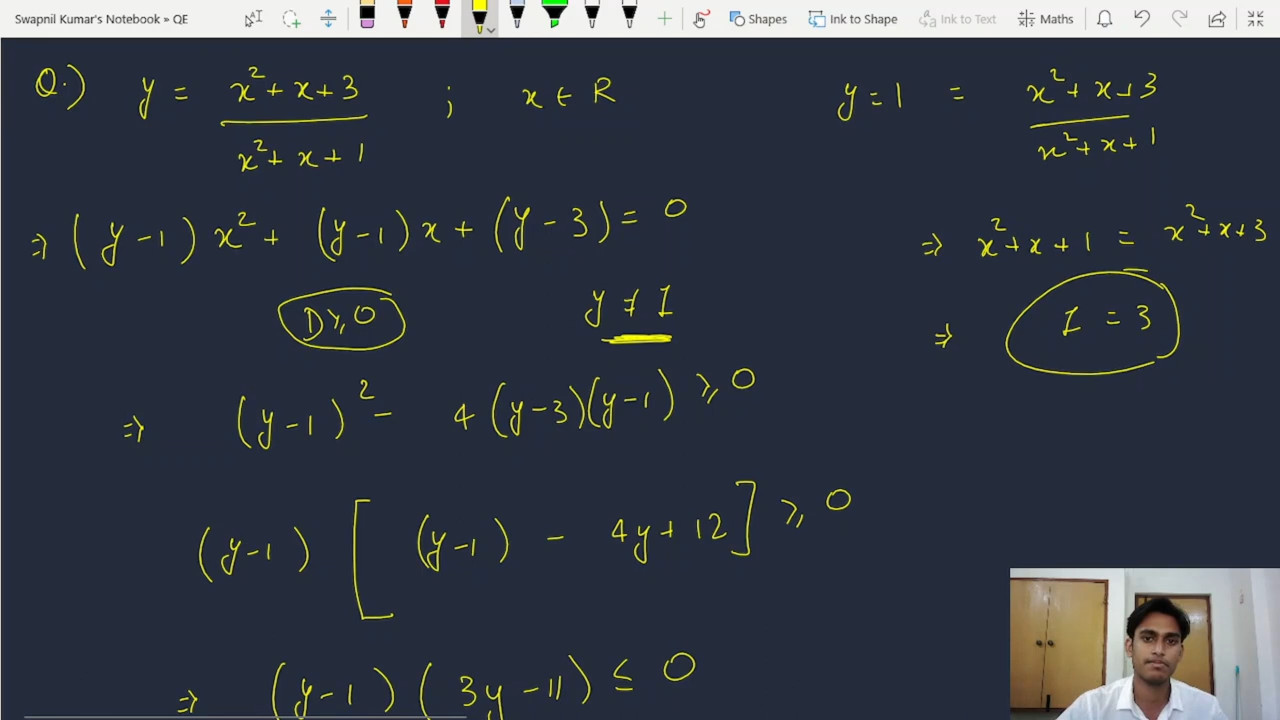 Swapnil Kumar's Notebook » QE
Shapes Ink to Shape Ink to Text Maths
Q.) y = (x² + x + 3) / (x² + x + 1) ; x ∈ R
y = 1 = (x² + x + 3) / (x² + x + 1)
⇒ (y - 1) x² + (y - 1) x + (y - 3) = 0
⇒ x² + x + 1 = x² + x + 3
D ≥ 0 y ≠ 1
⇒ 1 = 3
⇒ (y - 1)² - 4 (y - 3)(y - 1) ≥ 0
(y - 1) [ (y - 1) - 4y + 12 ] ≥ 0
⇒ (y - 1) (3y - 11) ≤ 0